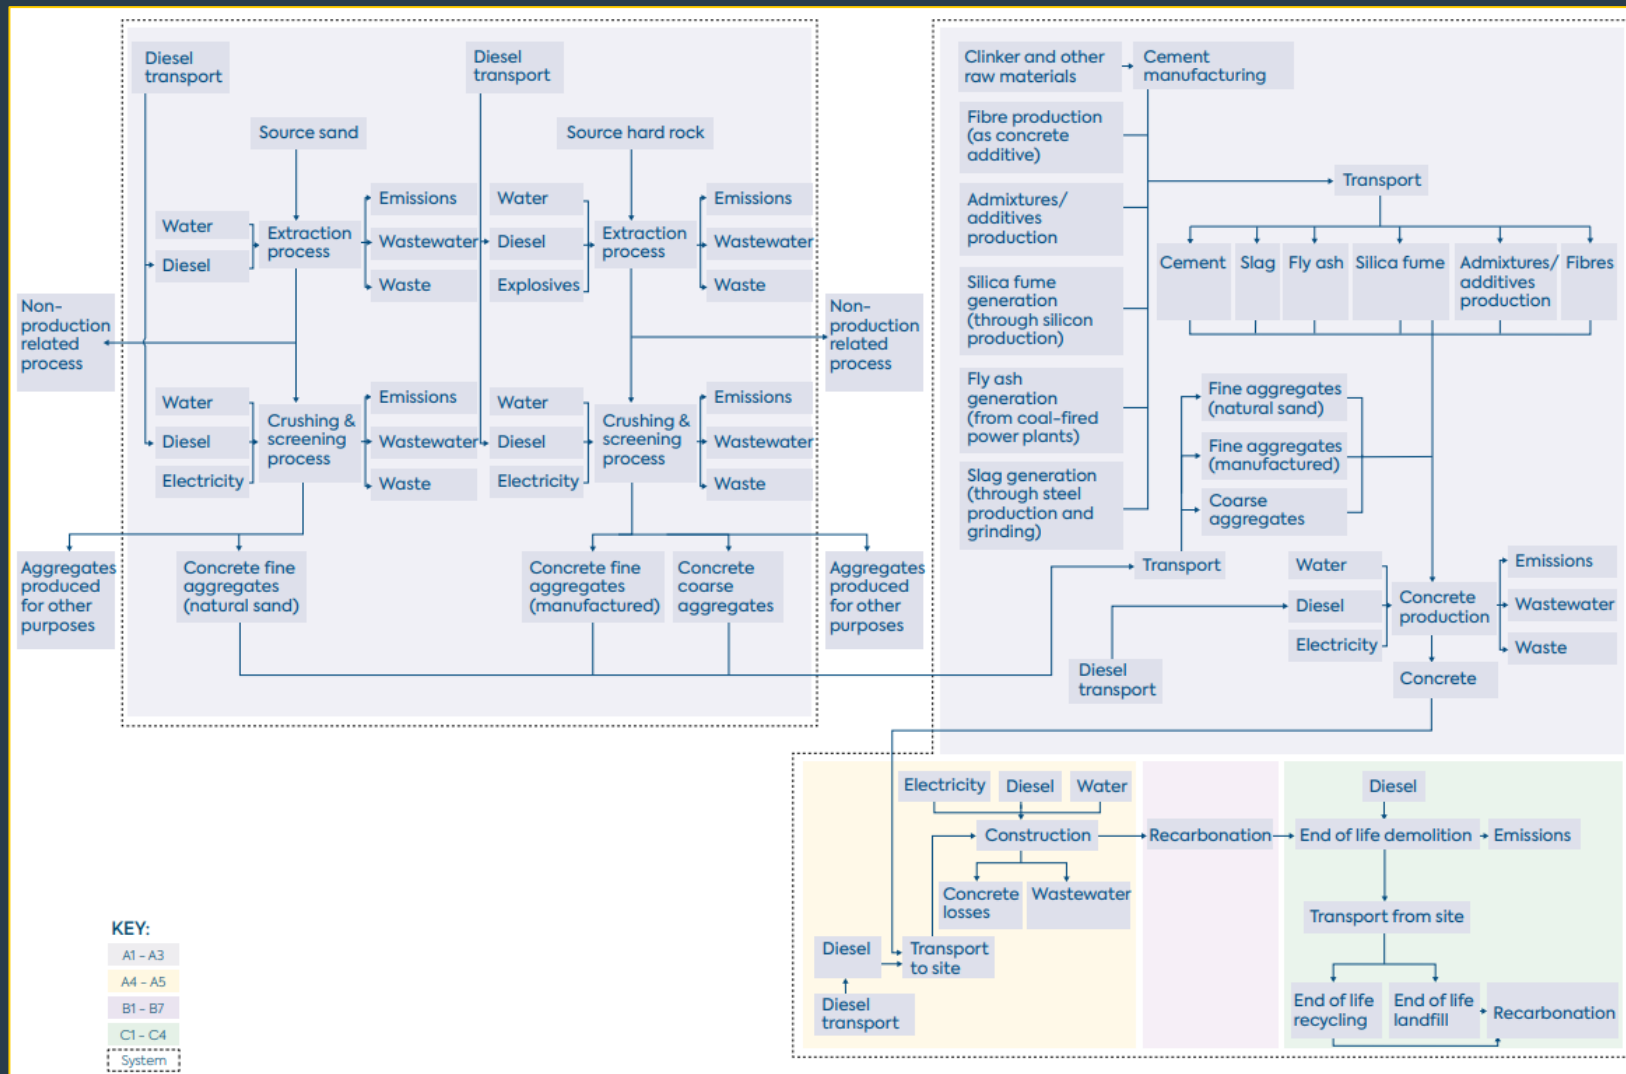 Diesel
transport
Source sand
Water
Diesel
Extraction
process
Emissions
Wastewater
Waste
Non-
production
related
process
Water
Diesel
Electricity
Crushing &
screening
process
Emissions
Wastewater
Waste
Aggregates
produced
for other
purposes
Concrete fine
aggregates
(natural sand)
Diesel
transport
Source hard rock
Water
Diesel
Explosives
Extraction
process
Emissions
Wastewater
Waste
Non-
production
related
process
Water
Diesel
Electricity
Crushing &
screening
process
Emissions
Wastewater
Waste
Concrete fine
aggregates
(manufactured)
Concrete
coarse
aggregates
Aggregates
produced
for other
purposes
Clinker and other
raw materials
Cement
manufacturing
Fibre production
(as concrete
additive)
Admixtures/
additives
production
Silica fume
generation
(through silicon
production)
Fly ash
generation
(from coal-fired
power plants)
Slag generation
(through steel
production and
grinding)
Transport
Cement
Slag
Fly ash
Silica fume
Admixtures/
additives
production
Fibres
Fine aggregates
(natural sand)
Fine aggregates
(manufactured)
Coarse
aggregates
Transport
Water
Diesel
Electricity
Diesel
transport
Concrete
production
Emissions
Wastewater
Waste
Concrete
Electricity
Diesel
Water
Construction
Concrete
losses
Wastewater
Diesel
Transport
to site
Diesel
transport
Recarbonation
Diesel
End of life demolition
Emissions
Transport from site
End of life
recycling
End of life
landfill
Recarbonation
KEY:
A1 - A3
A4 - A5
B1 - B7
C1 - C4
System